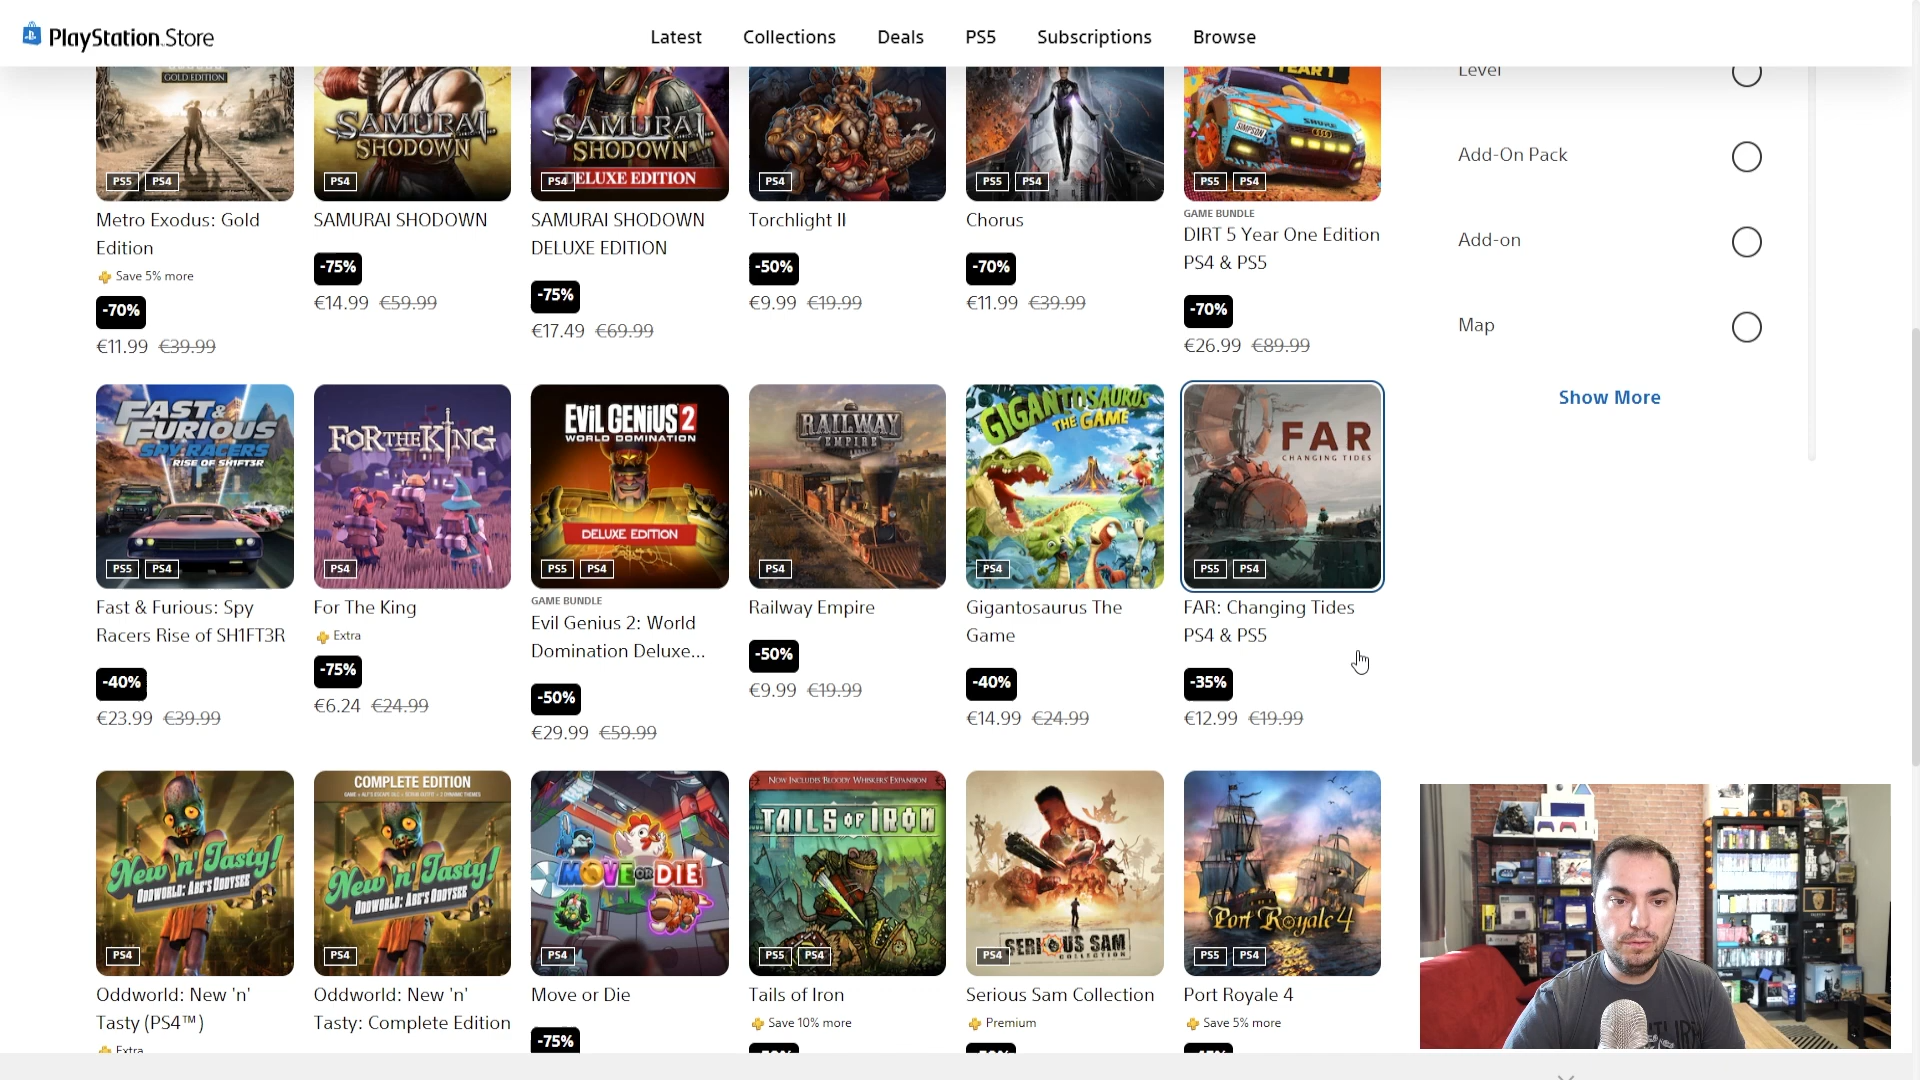 PlayStation Store
Latest Collections Deals PS5 Subscriptions Browse
GOLD EDITION
PS5 PS4
Metro Exodus: Gold
Edition
Save 5% more
-70%
€11.99 €39.99
SAMURAI
SHODOWN
PS4
SAMURAI SHODOWN
-75%
€14.99 €59.99
SAMURAI
SHODOWN
DELUXE EDITION
PS4
SAMURAI SHODOWN
DELUXE EDITION
-75%
€17.49 €69.99
PS4
Torchlight II
-50%
€9.99 €19.99
PS5 PS4
Chorus
-70%
€11.99 €39.99
YEAR 1
SIMPSON
PS5 PS4
GAME BUNDLE
DIRT 5 Year One Edition
PS4 & PS5
-70%
€26.99 €89.99
Level
Add-On Pack
Add-on
Map
Show More
FAST &
FURIOUS
SPY RACERS
RISE OF SH1FT3R
PS5 PS4
Fast & Furious: Spy
Racers Rise of SH1FT3R
-40%
€23.99 €39.99
FOR THE KING
PS4
For The King
Extra
-75%
€6.24 €24.99
EVIL GENIUS 2
WORLD DOMINATION
DELUXE EDITION
PS5 PS4
GAME BUNDLE
Evil Genius 2: World
Domination Deluxe...
-50%
€29.99 €59.99
RAILWAY
EMPIRE
PS4
Railway Empire
-50%
€9.99 €19.99
GIGANTOSAURUS
THE GAME
PS4
Gigantosaurus The
Game
-40%
€14.99 €24.99
FAR
CHANGING TIDES
PS5 PS4
FAR: Changing Tides
PS4 & PS5
-35%
€12.99 €19.99
New 'n' Tasty!
ODDWORLD: ABE'S ODDYSEE
PS4
Oddworld: New 'n'
Tasty (PS4™)
Extra
COMPLETE EDITION
New 'n' Tasty!
ODDWORLD: ABE'S ODDYSEE
PS4
Oddworld: New 'n'
Tasty: Complete Edition
MOVE OR DIE
PS4
Move or Die
-75%
NOW INCLUDES BLOODY WHISKERS EXPANSION
TAILS OF IRON
PS5 PS4
Tails of Iron
Save 10% more
SERIOUS SAM
COLLECTION
PS4
Serious Sam Collection
Premium
Port Royale 4
PS5 PS4
Port Royale 4
Save 5% more